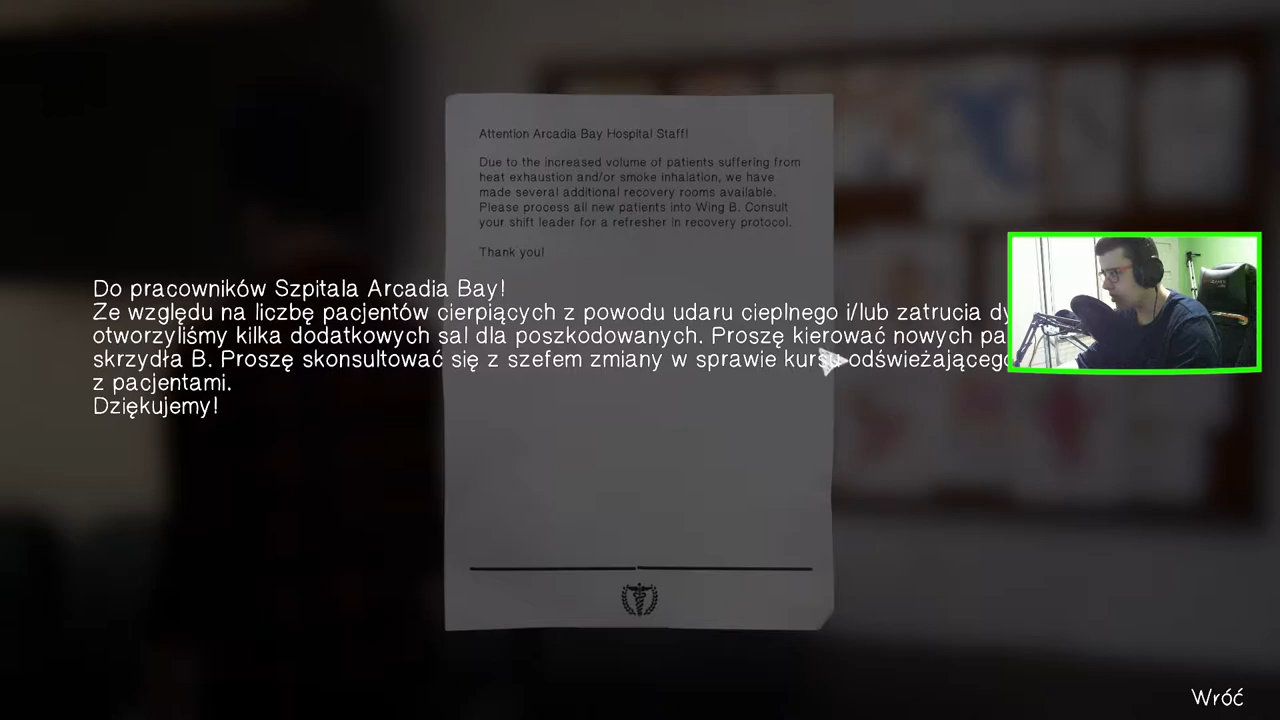 Attention Arcadia Bay Hospital Staff!
Due to the increased volume of patients suffering from
heat exhaustion and/or smoke inhalation, we have
made several additional recovery rooms available.
Please process all new patients into Wing B. Consult
your shift leader for a refresher in recovery protocol.
Thank you!
Do pracowników Szpitala Arcadia Bay!
Ze względu na liczbę pacjentów cierpiących z powodu udaru cieplnego i/lub zatrucia
otworzyliśmy kilka dodatkowych sal dla poszkodowanych. Proszę kierować nowych
skrzydła B. Proszę skonsultować się z szefem zmiany w sprawie kursu odświeżającego
z pacjentami.
Dziękujemy!
Wróć